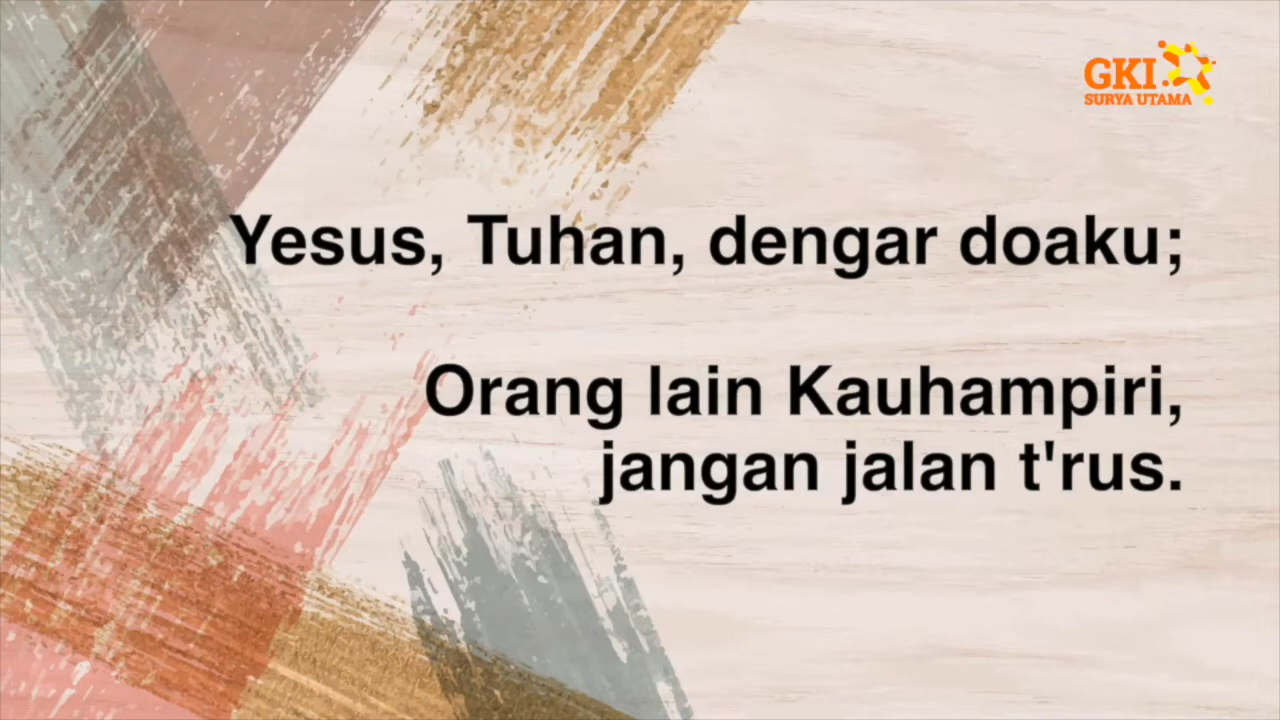 GKI
SURYA UTAMA
Yesus, Tuhan, dengar doaku;
Orang lain Kauhampiri,
jangan jalan t'rus.